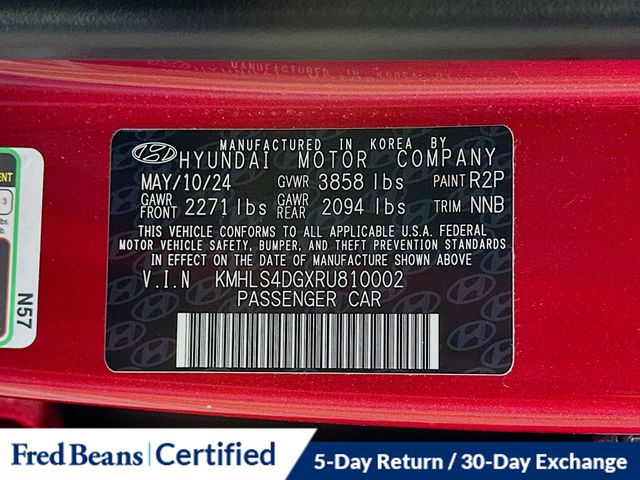 MANUFACTURED IN KOREA BY
HYUNDAI MOTOR COMPANY
MAY/10/24 GVWR 3858 lbs PAINT R2P
GAWR FRONT 2271 lbs GAWR REAR 2094 lbs TRIM NNB
THIS VEHICLE CONFORMS TO ALL APPLICABLE U.S.A. FEDERAL
MOTOR VEHICLE SAFETY, BUMPER, AND THEFT PREVENTION STANDARDS
IN EFFECT ON THE DATE OF MANUFACTURE SHOWN ABOVE.
V.I.N KMHLS4DGXRU810002
PASSENGER CAR
3
N57
Fred Beans Certified
5-Day Return / 30-Day Exchange